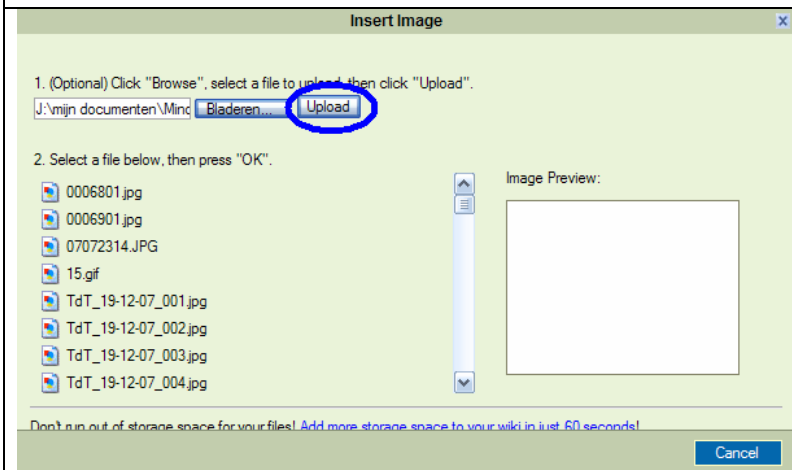 Insert Image
x
1. (Optional) Click "Browse", select a file to upload, then click "Upload".
J:\mijn documenten\Mind Bladeren... Upload
2. Select a file below, then press "OK".
Image Preview:
0006801.jpg
0006901.jpg
07072314.JPG
15.gif
TdT_19-12-07_001.jpg
TdT_19-12-07_002.jpg
TdT_19-12-07_003.jpg
TdT_19-12-07_004.jpg
Don't run out of storage space for your files! Add more storage space to your wiki in just 60 seconds!
Cancel